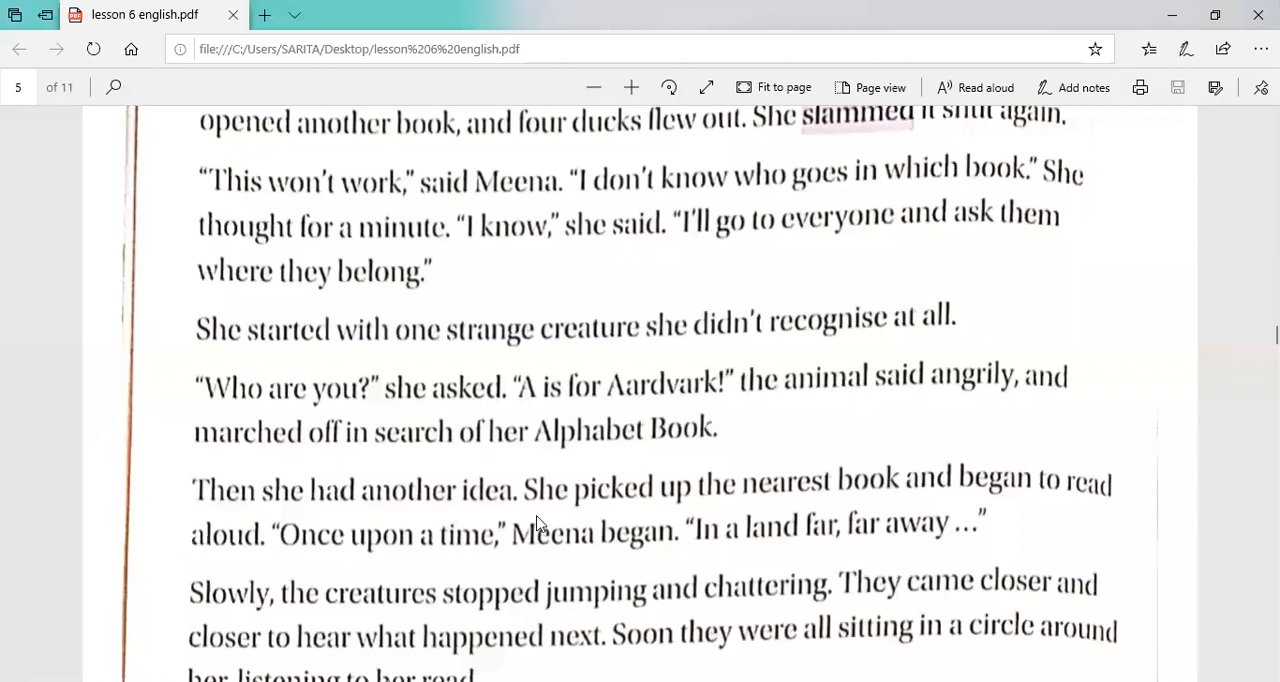 lesson 6 english.pdf
file:///C:/Users/SARITA/Desktop/lesson%206%20english.pdf
5 of 11
Fit to page
Page view
Read aloud
Add notes
opened another book, and four ducks flew out. She slammed it shut again.
“This won't work,” said Meena. “I don't know who goes in which book.” She
thought for a minute. “I know,” she said. “I'll go to everyone and ask them
where they belong.”
She started with one strange creature she didn't recognise at all.
“Who are you?” she asked. “A is for Aardvark!” the animal said angrily, and
marched off in search of her Alphabet Book.
Then she had another idea. She picked up the nearest book and began to read
aloud. “Once upon a time,” Meena began. “In a land far, far away ...”
Slowly, the creatures stopped jumping and chattering. They came closer and
closer to hear what happened next. Soon they were all sitting in a circle around
her, listening to her read.